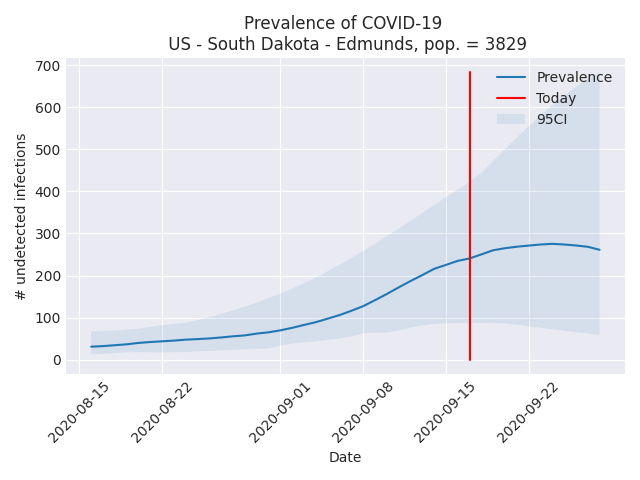 Prevalence of COVID-19
US - South Dakota - Edmunds, pop. = 3829
# undetected infections
700
600
500
400
300
200
100
0
Prevalence
Today
95CI
2020-08-15
2020-08-22
2020-09-01
2020-09-08
2020-09-15
2020-09-22
Date